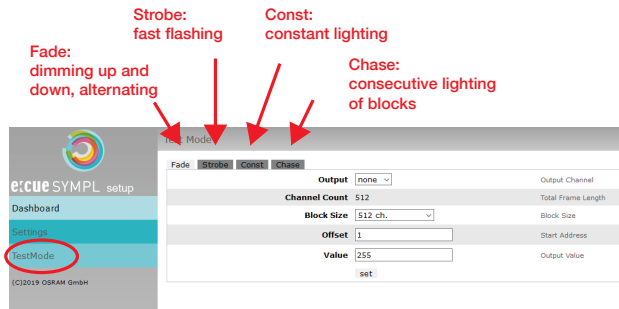 Strobe:
fast flashing
Const:
constant lighting
Fade:
dimming up and
down, alternating
Chase:
consecutive lighting
of blocks
Test Mode
Fade Strobe Const Chase
e:cue SYMPL setup
Dashboard
Settings
TestMode
(C)2019 OSRAM GmbH
Output none Output Channel
Channel Count 512 Total Frame Length
Block Size 512 ch. Block Size
Offset 1 Start Address
Value 255 Output Value
set